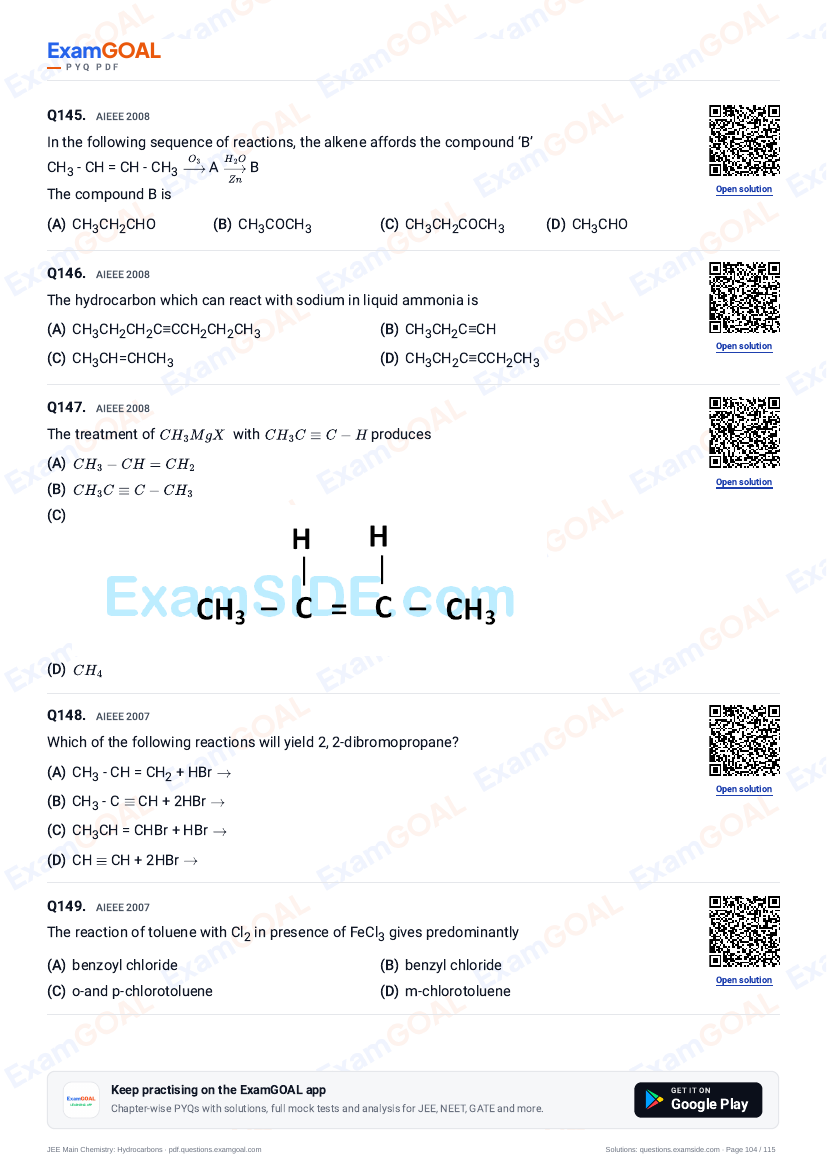 ExamGOAL
PYQ PDF
Q145. AIEEE 2008
In the following sequence of reactions, the alkene affords the compound ‘B’
CH₃ - CH = CH - CH₃ —O₃→ A —H₂O/Zn→ B
The compound B is
(A) CH₃CH₂CHO (B) CH₃COCH₃ (C) CH₃CH₂COCH₃ (D) CH₃CHO
Open solution
Q146. AIEEE 2008
The hydrocarbon which can react with sodium in liquid ammonia is
(A) CH₃CH₂CH₂C≡CCH₂CH₂CH₃ (B) CH₃CH₂C≡CH
(C) CH₃CH=CHCH₃ (D) CH₃CH₂C≡CCH₂CH₃
Open solution
Q147. AIEEE 2008
The treatment of CH₃MgX with CH₃C ≡ C − H produces
(A) CH₃ − CH = CH₂
(B) CH₃C ≡ C − CH₃
(C)
H H
ExamSIDE.com
CH₃ − C = C − CH₃
(D) CH₄
Open solution
Q148. AIEEE 2007
Which of the following reactions will yield 2, 2-dibromopropane?
(A) CH₃ - CH = CH₂ + HBr →
(B) CH₃ - C ≡ CH + 2HBr →
(C) CH₃CH = CHBr + HBr →
(D) CH ≡ CH + 2HBr →
Open solution
Q149. AIEEE 2007
The reaction of toluene with Cl₂ in presence of FeCl₃ gives predominantly
(A) benzoyl chloride (B) benzyl chloride
(C) o-and p-chlorotoluene (D) m-chlorotoluene
Open solution
ExamGOAL
Keep practising on the ExamGOAL app
Chapter-wise PYQs with solutions, full mock tests and analysis for JEE, NEET, GATE and more.
GET IT ON
Google Play
JEE Main Chemistry: Hydrocarbons · pdf.questions.examgoal.com
Solutions: questions.examside.com · Page 104 / 115